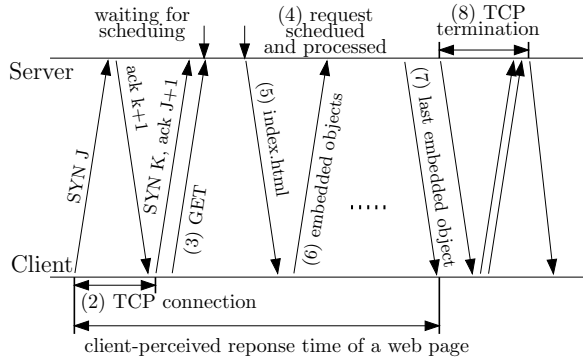 waiting for
scheduing
(4) request
scheduled
and processed
(8) TCP
termination
Server
SYN J
ack k+1
SYN K, ack J+1
(3) GET
(5) index.html
(6) embedded objects
.....
(7) last embedded object
Client
(2) TCP connection
client-perceived reponse time of a web page